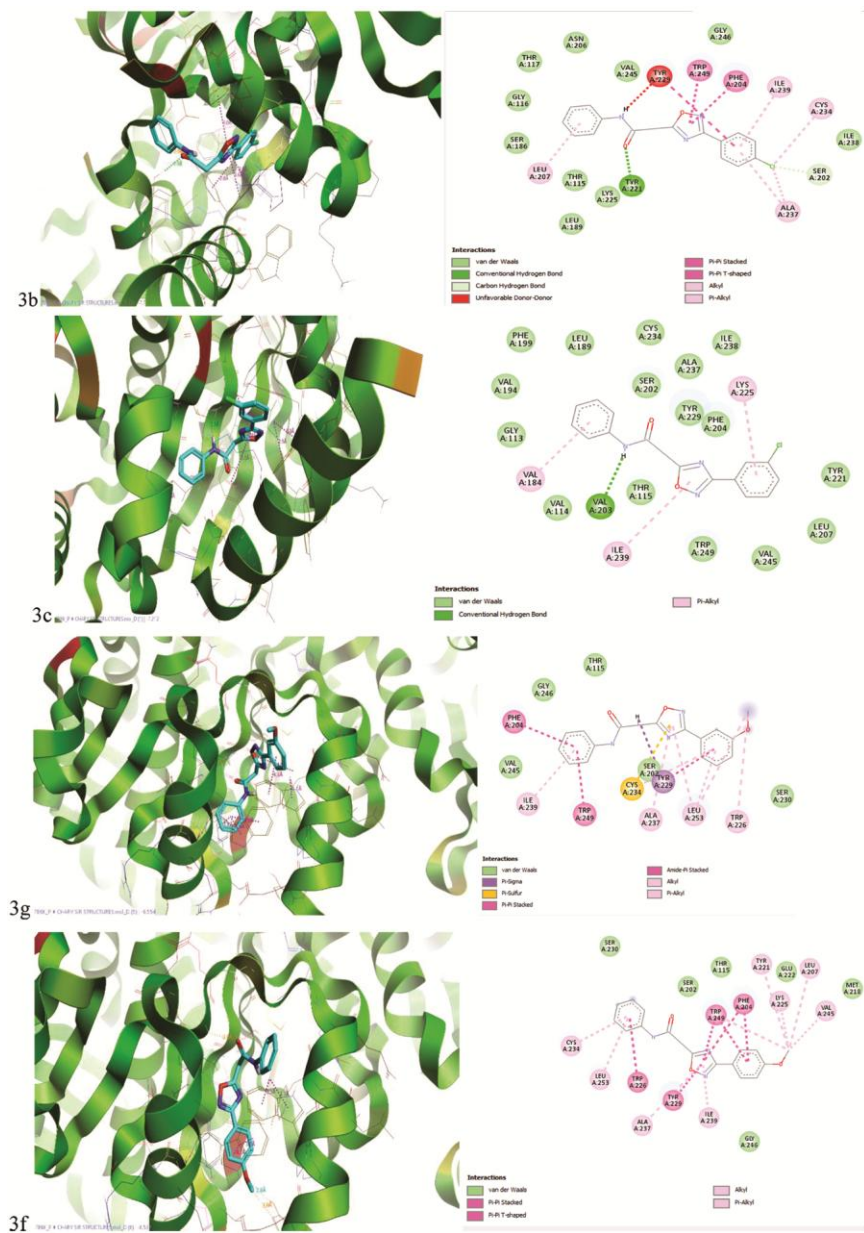 ASN A:206
GLY A:246
THR A:117
VAL A:245
TYR A:229
TRP A:249
PHE A:204
ILE A:239
CYS A:234
GLY A:116
ILE A:238
SER A:186
SER A:202
LEU A:207
THR A:115
LYS A:225
TYR A:221
ALA A:237
LEU A:189
H
N
O
Interactions
van der Waals
Conventional Hydrogen Bond
Carbon Hydrogen Bond
Unfavorable Donor-Donor
Pi-Pi Stacked
Pi-Pi T-shaped
Alkyl
Pi-Alkyl
3b
PHE A:199
LEU A:189
CYS A:234
ILE A:238
ALA A:237
VAL A:194
SER A:202
LYS A:225
TYR A:229
PHE A:204
GLY A:113
VAL A:184
TYR A:221
VAL A:114
VAL A:203
THR A:115
LEU A:207
ILE A:239
TRP A:249
VAL A:245
Interactions
van der Waals
Conventional Hydrogen Bond
Pi-Alkyl
3c
THR A:115
GLY A:246
PHE A:204
VAL A:245
SER A:202
CYS A:234
TYR A:229
SER A:230
ILE A:239
TRP A:249
ALA A:237
LEU A:253
TRP A:226
Interactions
van der Waals
Pi-Sigma
Pi-Sulfur
Pi-Pi Stacked
Amide-Pi Stacked
Alkyl
Pi-Alkyl
3g
SER A:230
THR A:115
TYR A:221
GLU A:222
LEU A:207
SER A:202
MET A:218
PHE A:204
LYS A:225
VAL A:245
TRP A:249
CYS A:234
LEU A:253
TRP A:226
TYR A:229
ALA A:237
ILE A:239
GLY A:246
Interactions
van der Waals
Pi-Pi Stacked
Pi-Pi T-shaped
Alkyl
Pi-Alkyl
3f